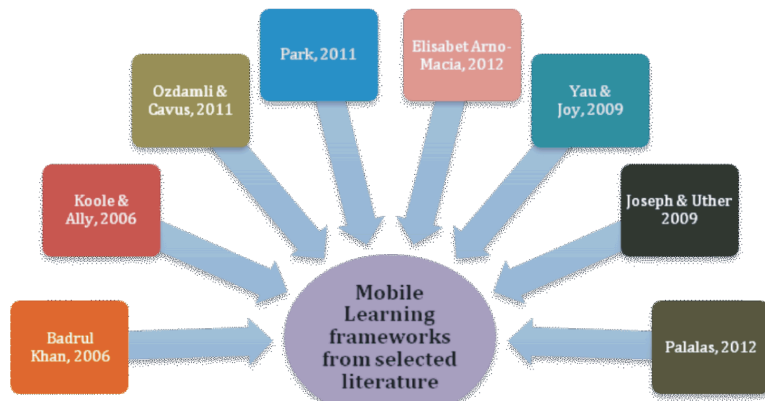 Park, 2011
Elisabet Arno-
Macia, 2012
Ozdamli &
Cavus, 2011
Yau &
Joy, 2009
Koole &
Ally, 2006
Joseph & Uther
2009
Badrul
Khan, 2006
Mobile
Learning
frameworks
from selected
literature
Palalas, 2012